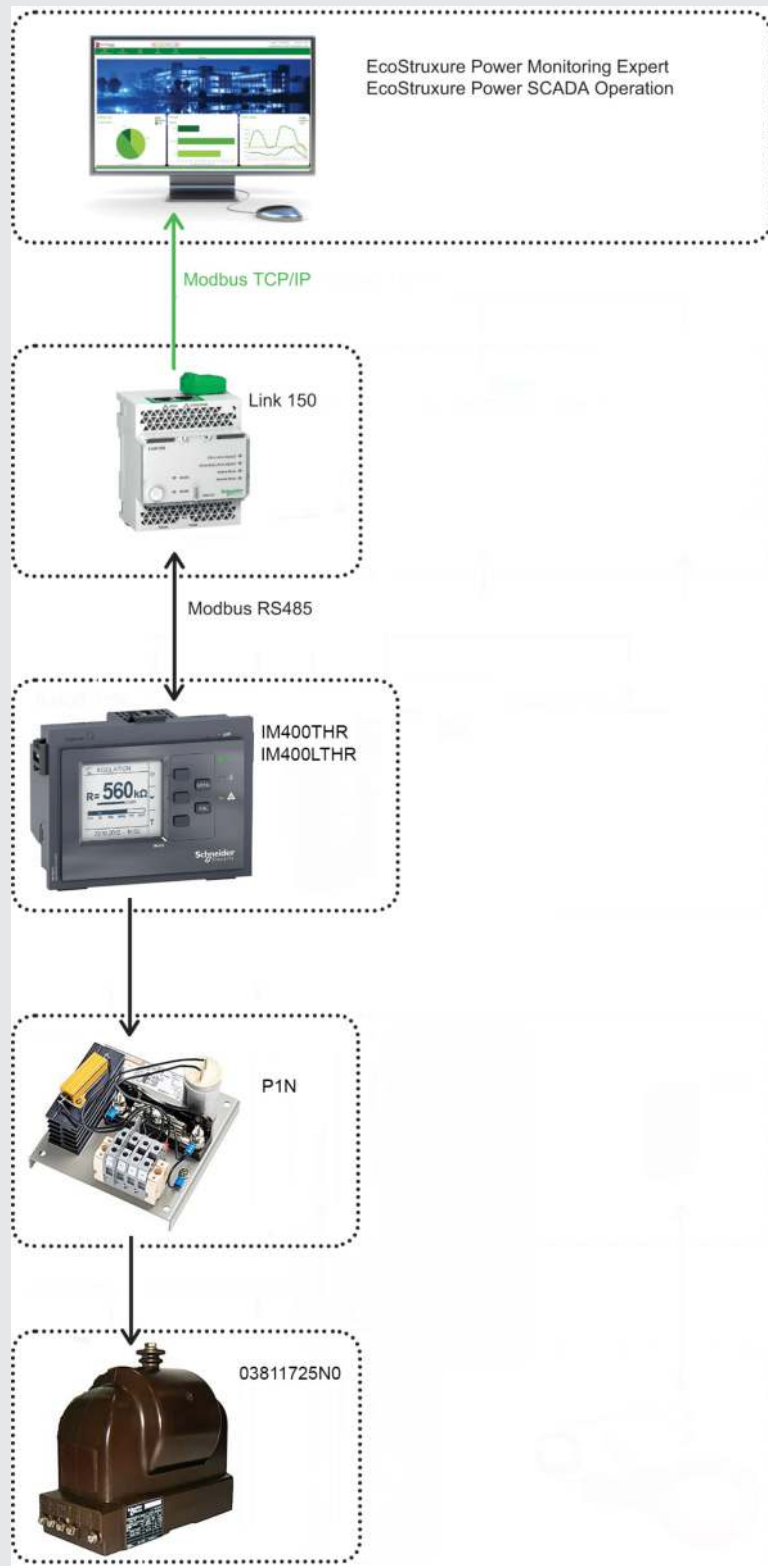 EcoStruxure Power Monitoring Expert
EcoStruxure Power SCADA Operation
Modbus TCP/IP
Link 150
Modbus RS485
IM400THR
IM400LTHR
R= 560kΩ
Schneider
Electric
P1N
03811725N0